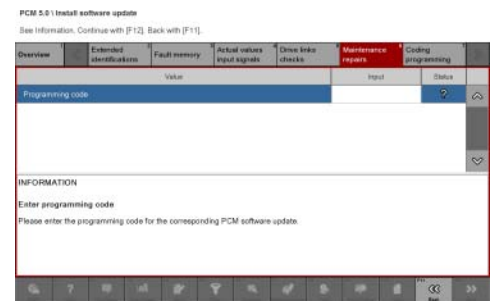 PCM 5.0 \ Install software update
See Information. Continue with [F12]. Back with [F11].
Overview
Extended identifications
Fault memory
Actual values input signals
Drive links checks
Maintenance repairs
Coding programming
Value
Input
Status
Programming code
?
INFORMATION
Enter programming code
Please enter the programming code for the corresponding PCM software update.
?
Back